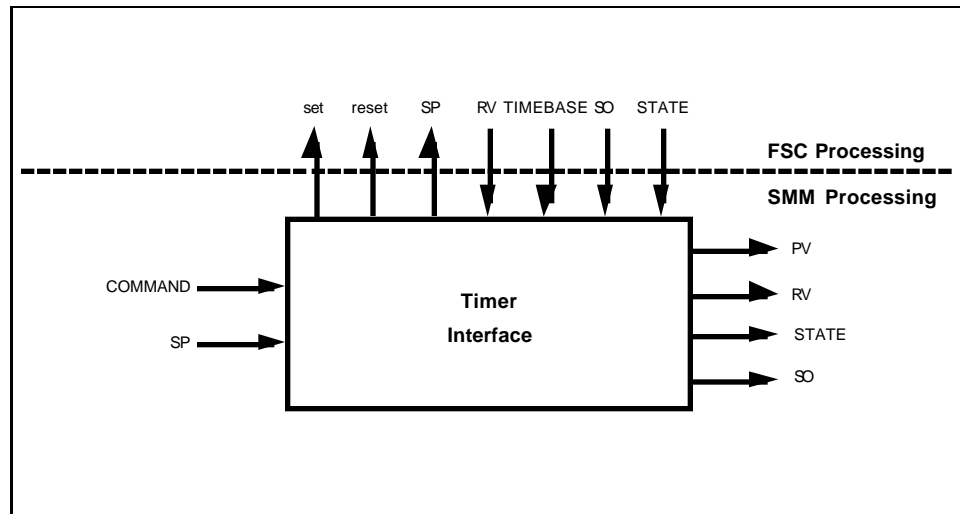 set reset SP RV TIMEBASE SO STATE
FSC Processing
SMM Processing
PV
COMMAND
RV
Timer
Interface
STATE
SP
SO